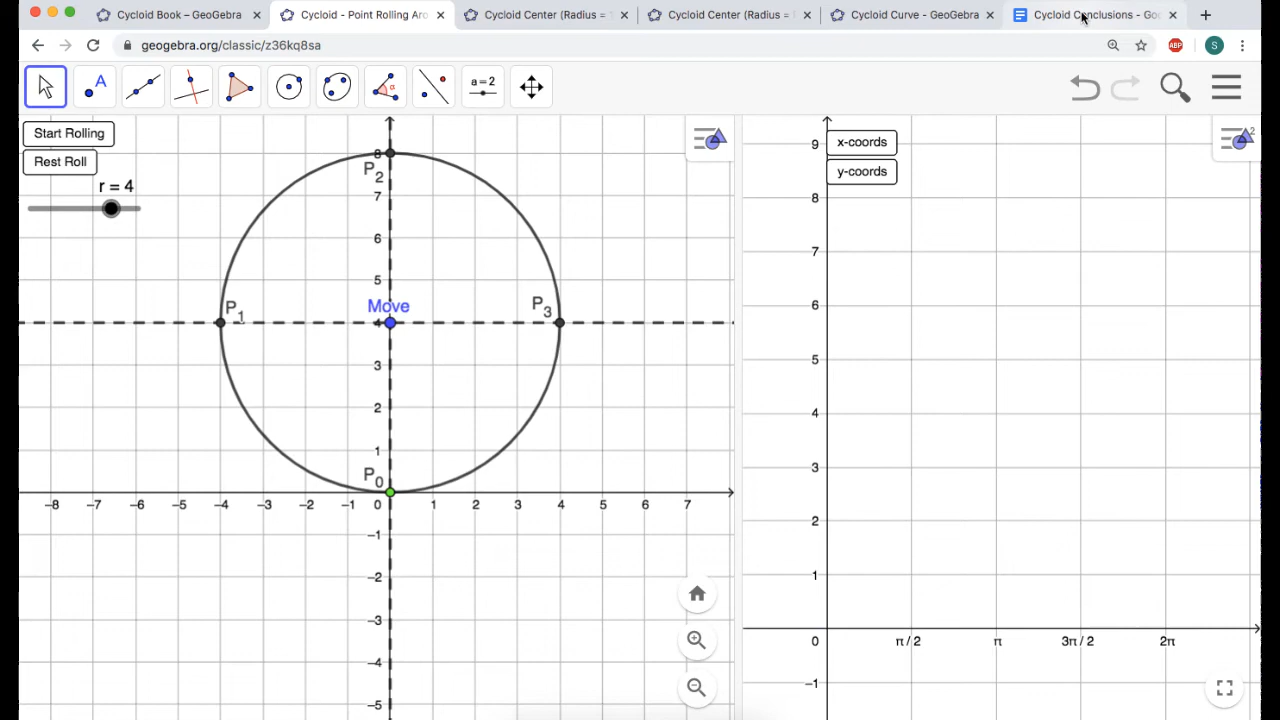 Cycloid Book – GeoGebra
Cycloid - Point Rolling Aro
Cycloid Center (Radius =
Cycloid Center (Radius =
Cycloid Curve - GeoGebra
Cycloid Conclusions - Goo
geogebra.org/classic/z36kq8sa
ABP
S
A
α
a = 2
Start Rolling
Rest Roll
r = 4
x-coords
y-coords
2
8
P2
7
6
5
Move
P1
P3
4
3
2
1
P0
–8 –7 –6 –5 –4 –3 –2 –1 0 1 2 3 4 5 6 7
–1
–2
–3
–4
–5
9
8
7
6
5
4
3
2
1
0 π / 2 π 3π / 2 2π
–1